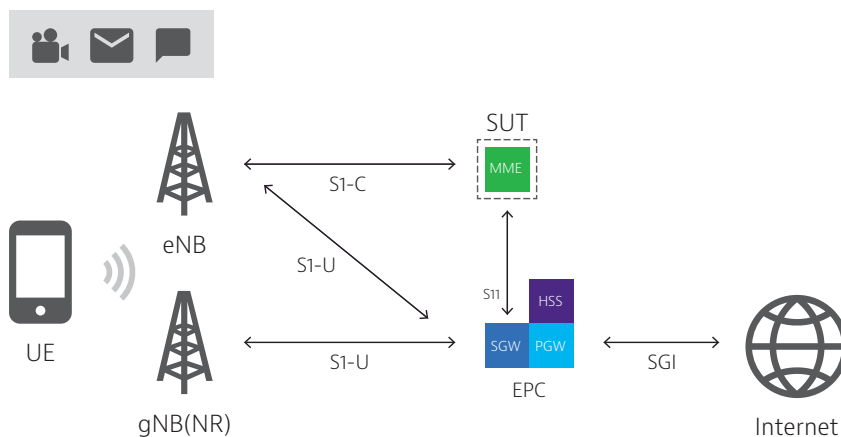 SUT
MME
S1-C
eNB
S1-U
S11
HSS
UE
S1-U
SGW
PGW
SGI
EPC
gNB(NR)
Internet